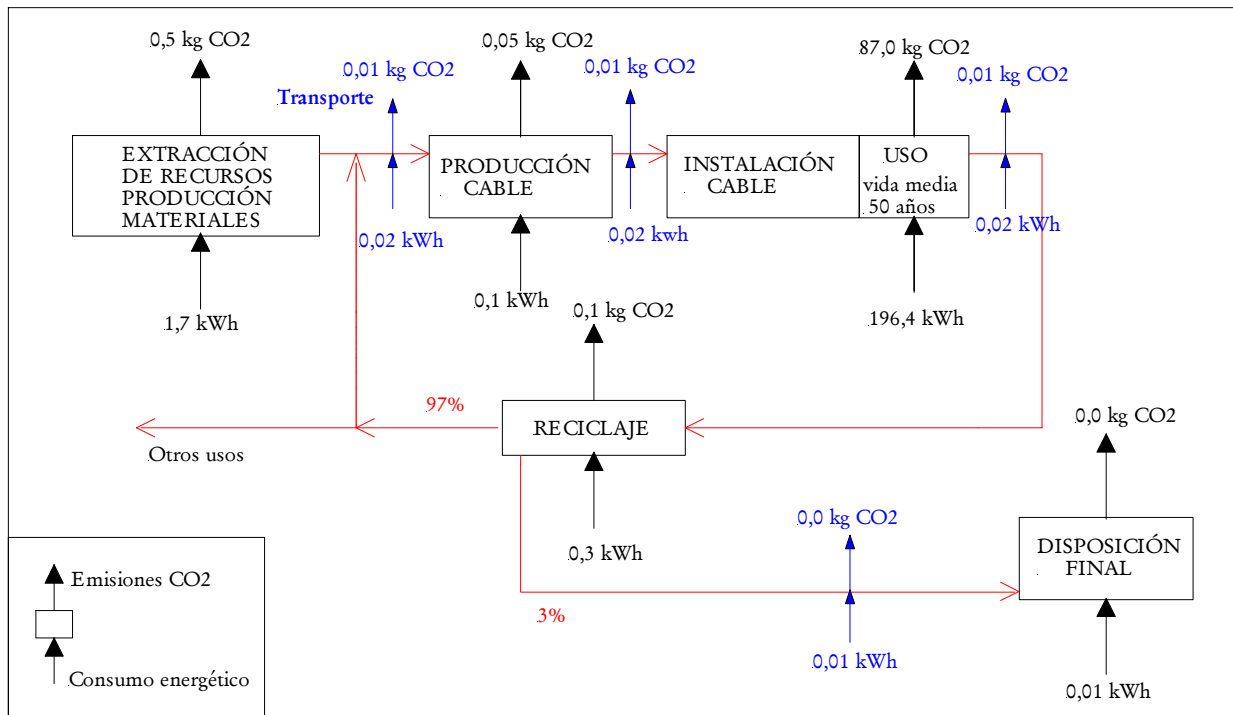 0,5 kg CO2
0,05 kg CO2
87,0 kg CO2
0,01 kg CO2
0,01 kg CO2
0,01 kg CO2
Transporte
EXTRACCIÓN
DE RECURSOS
PRODUCCIÓN
MATERIALES
PRODUCCIÓN
CABLE
INSTALACIÓN
CABLE
USO
vida media
50 años
0,02 kWh
0,02 kwh
0,02 kWh
1,7 kWh
0,1 kWh
196,4 kWh
0,1 kg CO2
97%
RECICLAJE
Otros usos
0,0 kg CO2
0,3 kWh
0,0 kg CO2
DISPOSICIÓN
FINAL
3%
0,01 kWh
0,01 kWh
Emisiones CO2
Consumo energético